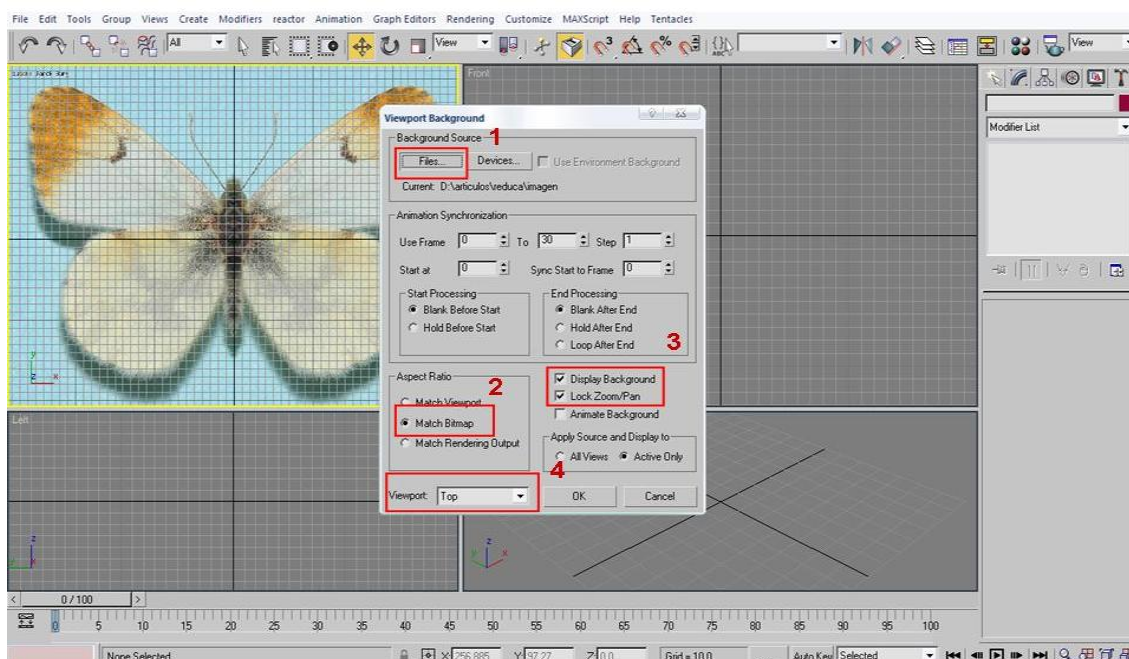 File Edit Tools Group Views Create Modifiers reactor Animation Graph Editors Rendering Customize MAXScript Help Tentacles
All View View
Front
Viewport Background
Background Source 1
Files... Devices... Use Environment Background
Current: D:\articulos\reduca\imagen
Modifier List
Animation Synchronization
Use Frame 0 To 30 Step 1
Start at 0 Sync Start to Frame 0
Start Processing End Processing
Blank Before Start Blank After End
Hold Before Start Hold After End
Loop After End 3
Aspect Ratio 2 Display Background
Match Viewport Lock Zoom/Pan
Match Bitmap Animate Background
Match Rendering Output Apply Source and Display to
4 All Views Active Only
Viewport: Top OK Cancel
y
x
Left
z
y x
z
y x
0 / 100
0 5 10 15 20 25 30 35 40 45 50 55 60 65 70 75 80 85 90 95 100
None Selected X: 256.885 Y: 97.27 Z: 0.0 Grid = 10.0 Auto Key Selected